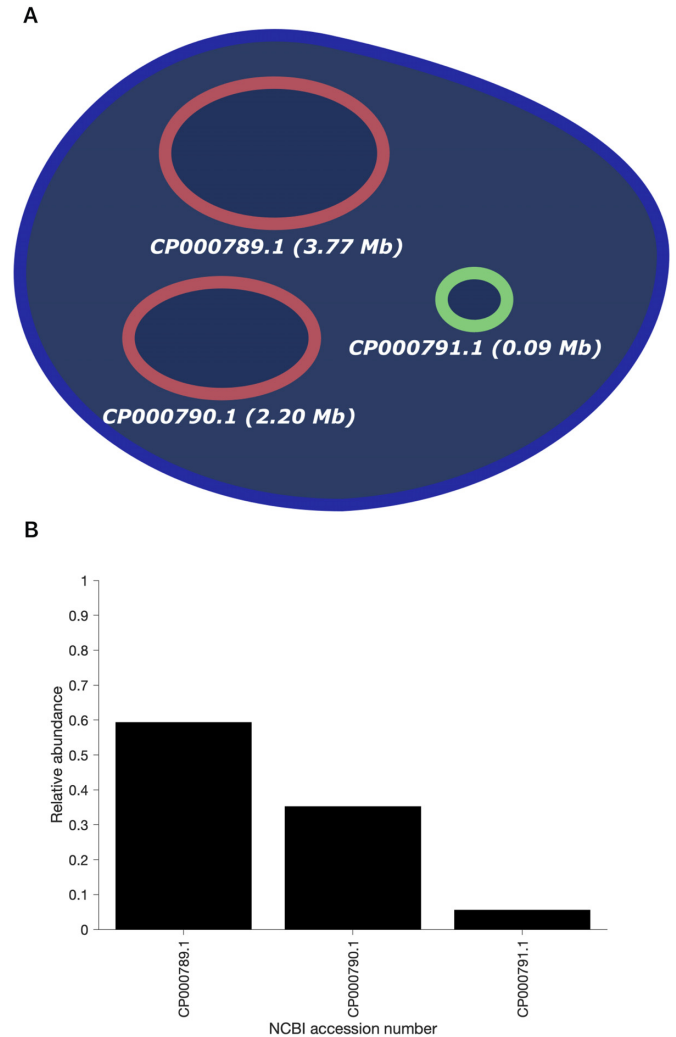 A
CP000789.1 (3.77 Mb)
CP000791.1 (0.09 Mb)
CP000790.1 (2.20 Mb)
B
1
0.9
0.8
0.7
0.6
0.5
0.4
0.3
0.2
0.1
0
Relative abundance
CP000789.1
CP000790.1
CP000791.1
NCBI accession number